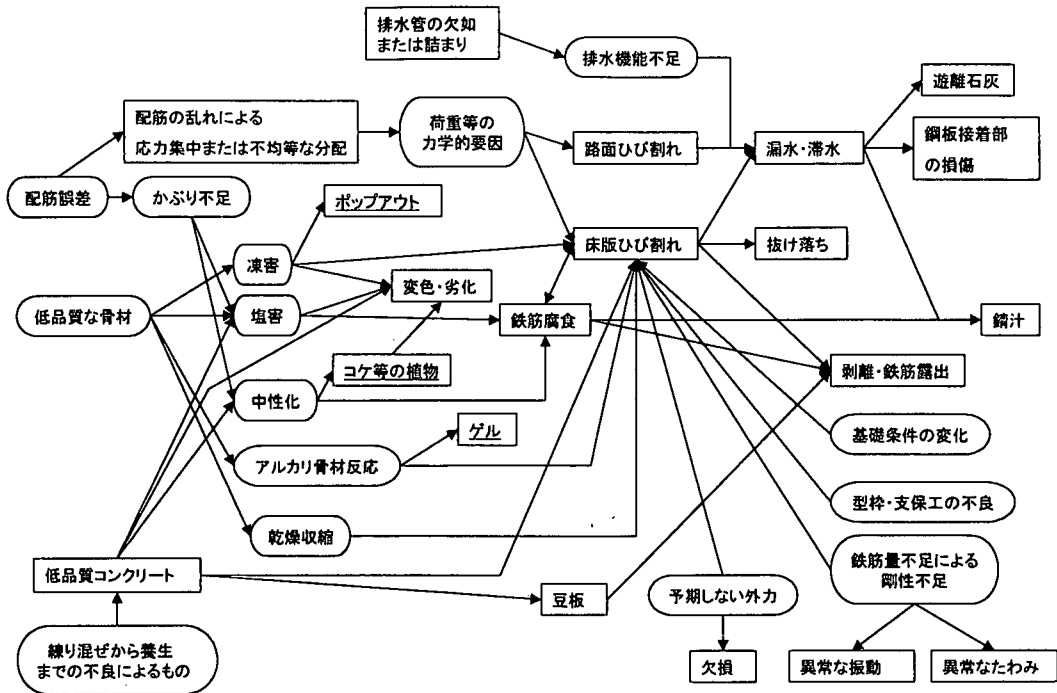 排水管の欠如
または詰まり
排水機能不足
遊離石灰
配筋の乱れによる
応力集中または不均等な分配
荷重等の
力学的要因
路面ひび割れ
漏水・滞水
鋼板接着部
の損傷
配筋誤差
かぶり不足
ポップアウト
床版ひび割れ
抜け落ち
凍害
変色・劣化
低品質な骨材
塩害
鉄筋腐食
錆汁
コケ等の植物
剥離・鉄筋露出
中性化
ゲル
基礎条件の変化
アルカリ骨材反応
型枠・支保工の不良
乾燥収縮
鉄筋量不足による
剛性不足
低品質コンクリート
豆板
予期しない外力
練り混ぜから養生
までの不良によるもの
欠損
異常な振動
異常なたわみ